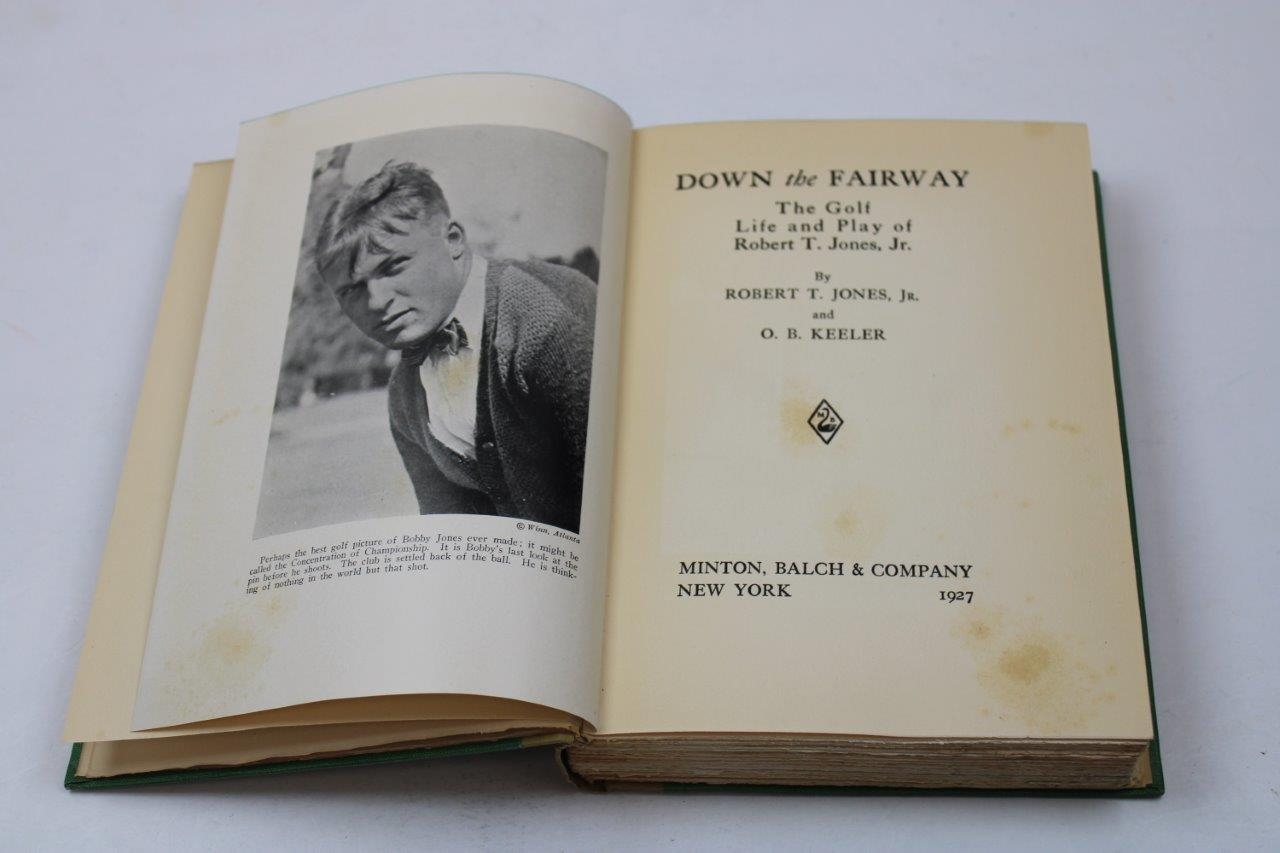 © Winn, Atlanta
Perhaps the best golf picture of Bobby Jones ever made; it might be
called the Concentration of Championship. It is Bobby's last look at the
pin before he shoots. The club is settled back of the ball. He is think-
ing of nothing in the world but that shot.
DOWN the FAIRWAY
The Golf
Life and Play of
Robert T. Jones, Jr.
By
ROBERT T. JONES, JR.
and
O. B. KEELER
M B
MINTON, BALCH & COMPANY
NEW YORK 1927